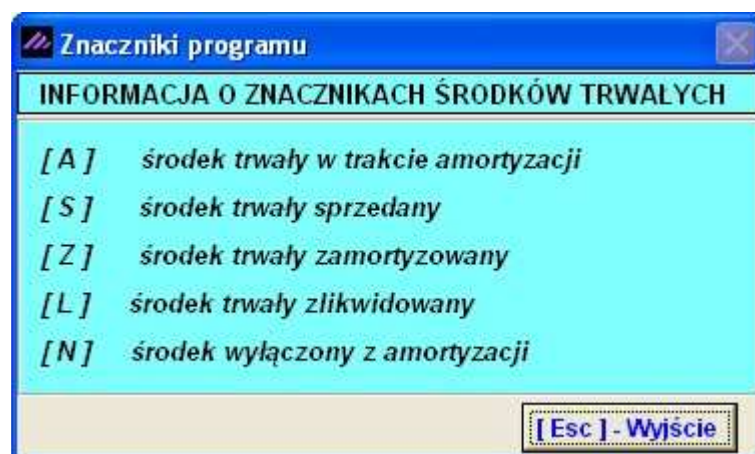 Znaczniki programu
INFORMACJA O ZNACZNIKACH ŚRODKÓW TRWAŁYCH
[ A ] środek trwały w trakcie amortyzacji
[ S ] środek trwały sprzedany
[ Z ] środek trwały zamortyzowany
[ L ] środek trwały zlikwidowany
[ N ] środek wyłączony z amortyzacji
[ Esc ] - Wyjście